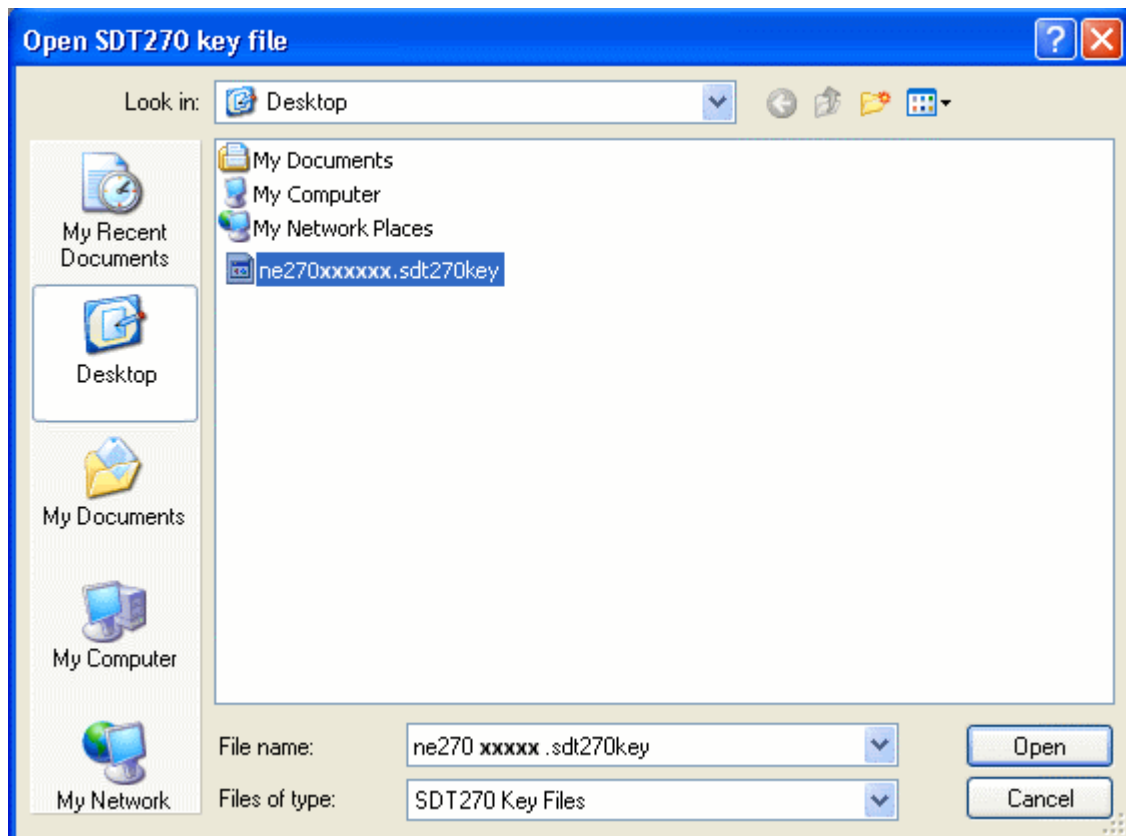 Open SDT270 key file
Look in:
Desktop
My Recent
Documents
Desktop
My Documents
My Computer
My Network
My Documents
My Computer
My Network Places
ne270xxxxxx.sdt270key
File name:
ne270 xxxxx .sdt270key
Open
Files of type:
SDT270 Key Files
Cancel